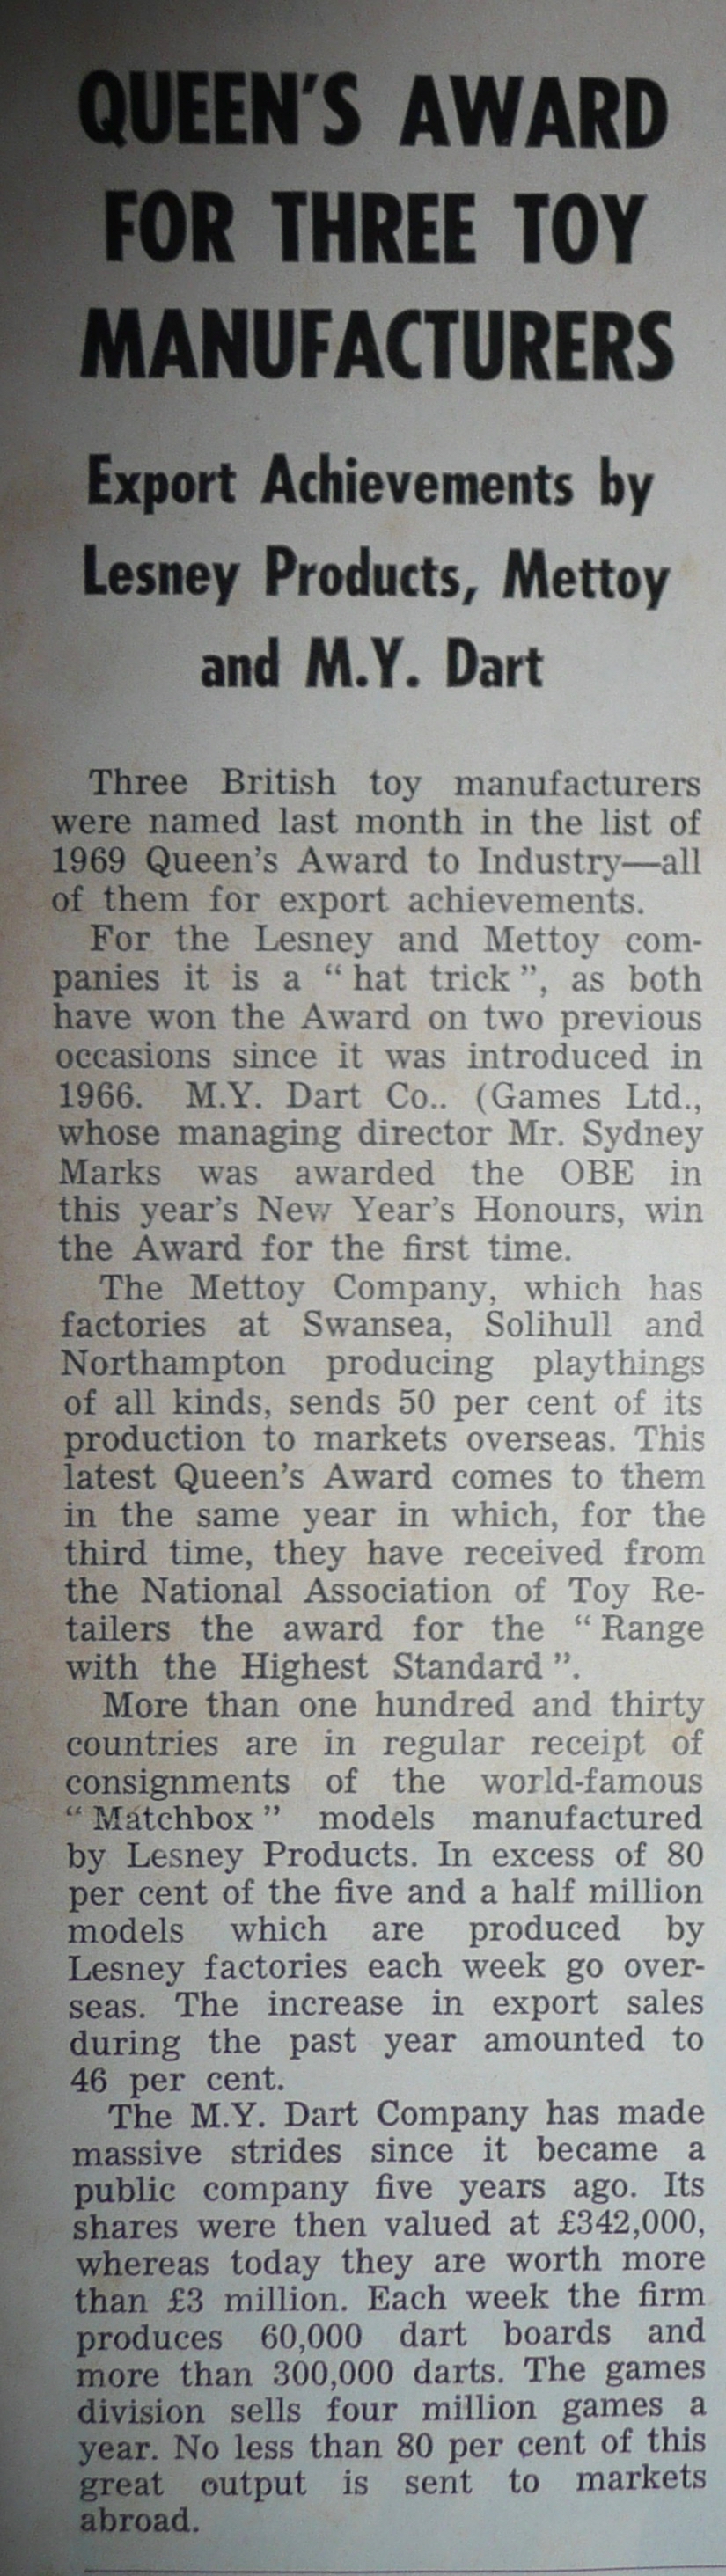 QUEEN'S AWARD
FOR THREE TOY
MANUFACTURERS
Export Achievements by
Lesney Products, Mettoy
and M.Y. Dart
Three British toy manufacturers
were named last month in the list of
1969 Queen's Award to Industry—all
of them for export achievements.
For the Lesney and Mettoy com-
panies it is a “ hat trick ”, as both
have won the Award on two previous
occasions since it was introduced in
1966. M.Y. Dart Co.. (Games Ltd.,
whose managing director Mr. Sydney
Marks was awarded the OBE in
this year's New Year's Honours, win
the Award for the first time.
The Mettoy Company, which has
factories at Swansea, Solihull and
Northampton producing playthings
of all kinds, sends 50 per cent of its
production to markets overseas. This
latest Queen's Award comes to them
in the same year in which, for the
third time, they have received from
the National Association of Toy Re-
tailers the award for the “ Range
with the Highest Standard ”.
More than one hundred and thirty
countries are in regular receipt of
consignments of the world-famous
“ Matchbox ” models manufactured
by Lesney Products. In excess of 80
per cent of the five and a half million
models which are produced by
Lesney factories each week go over-
seas. The increase in export sales
during the past year amounted to
46 per cent.
The M.Y. Dart Company has made
massive strides since it became a
public company five years ago. Its
shares were then valued at £342,000,
whereas today they are worth more
than £3 million. Each week the firm
produces 60,000 dart boards and
more than 300,000 darts. The games
division sells four million games a
year. No less than 80 per cent of this
great output is sent to markets
abroad.